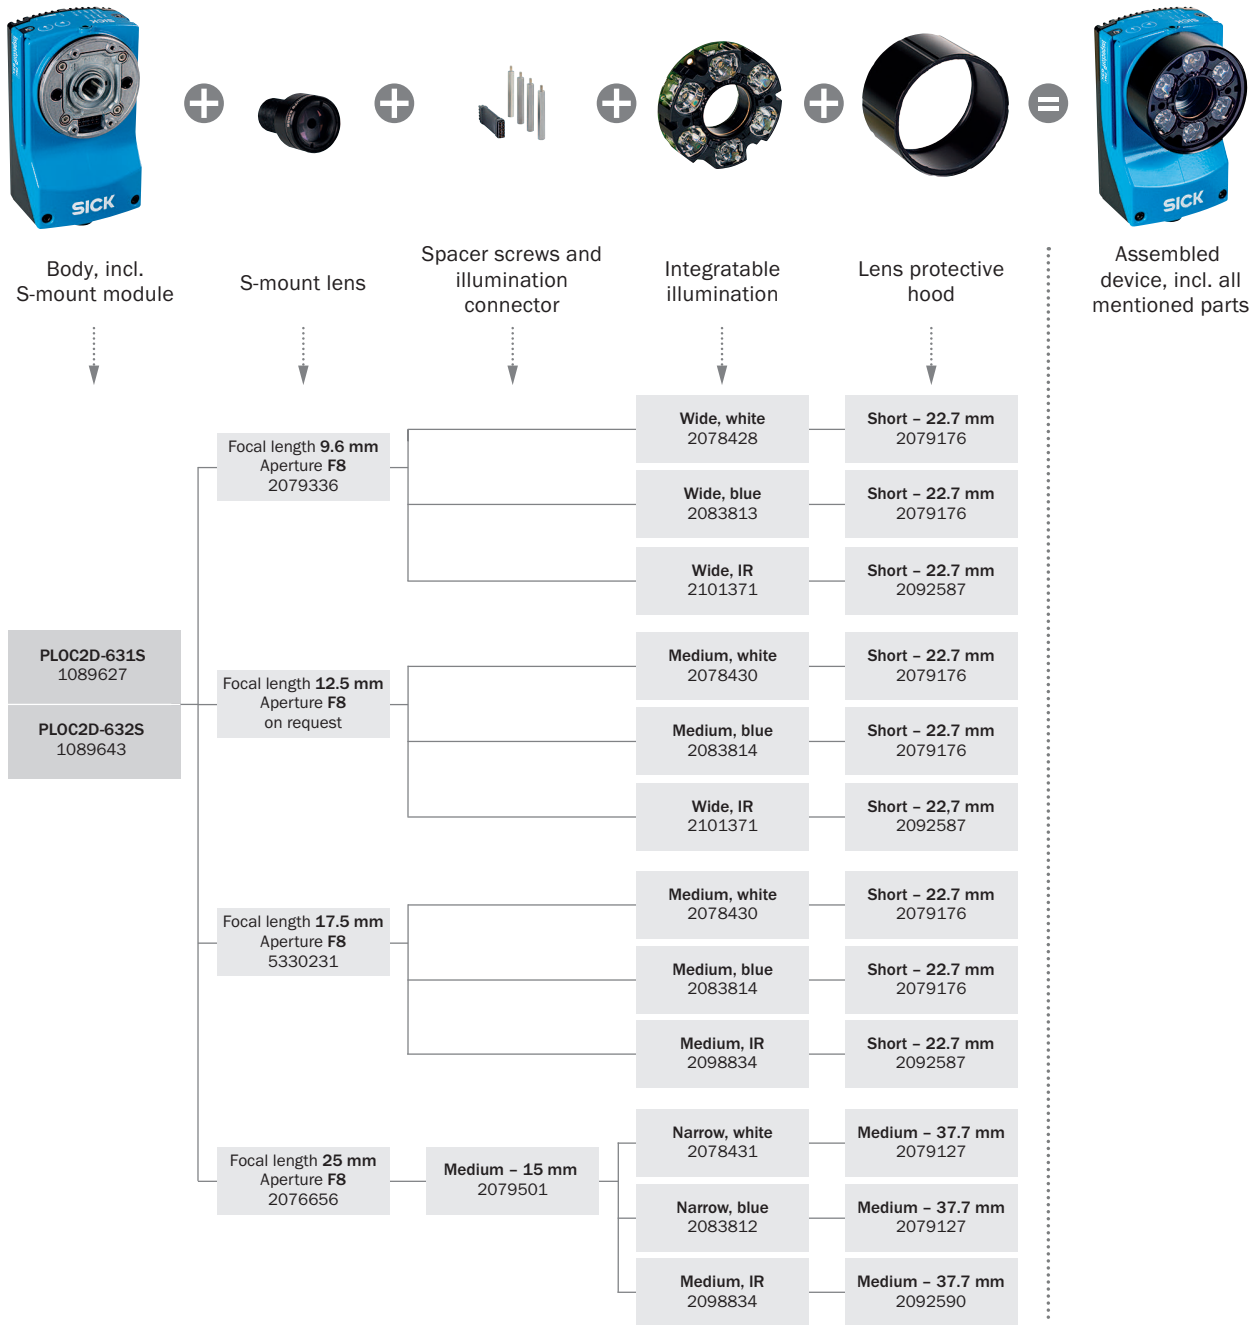 SICK
SICK
Body, incl.
S-mount module
S-mount lens
Spacer screws and
illumination
connector
Integratable
illumination
Lens protective
hood
Assembled
device, incl. all
mentioned parts
PLOC2D-631S
1089627
PLOC2D-632S
1089643
Focal length 9.6 mm
Aperture F8
2079336
Wide, white
2078428
Short – 22.7 mm
2079176
Wide, blue
2083813
Short – 22.7 mm
2079176
Wide, IR
2101371
Short – 22.7 mm
2092587
Focal length 12.5 mm
Aperture F8
on request
Medium, white
2078430
Short – 22.7 mm
2079176
Medium, blue
2083814
Short – 22.7 mm
2079176
Wide, IR
2101371
Short – 22,7 mm
2092587
Focal length 17.5 mm
Aperture F8
5330231
Medium, white
2078430
Short – 22.7 mm
2079176
Medium, blue
2083814
Short – 22.7 mm
2079176
Medium, IR
2098834
Short – 22.7 mm
2092587
Focal length 25 mm
Aperture F8
2076656
Medium – 15 mm
2079501
Narrow, white
2078431
Medium – 37.7 mm
2079127
Narrow, blue
2083812
Medium – 37.7 mm
2079127
Medium, IR
2098834
Medium – 37.7 mm
2092590